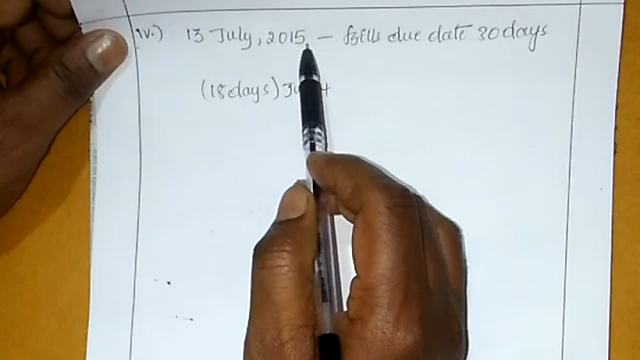 iv.) 13 July, 2015, - bills due date 30 days
(18 days) +